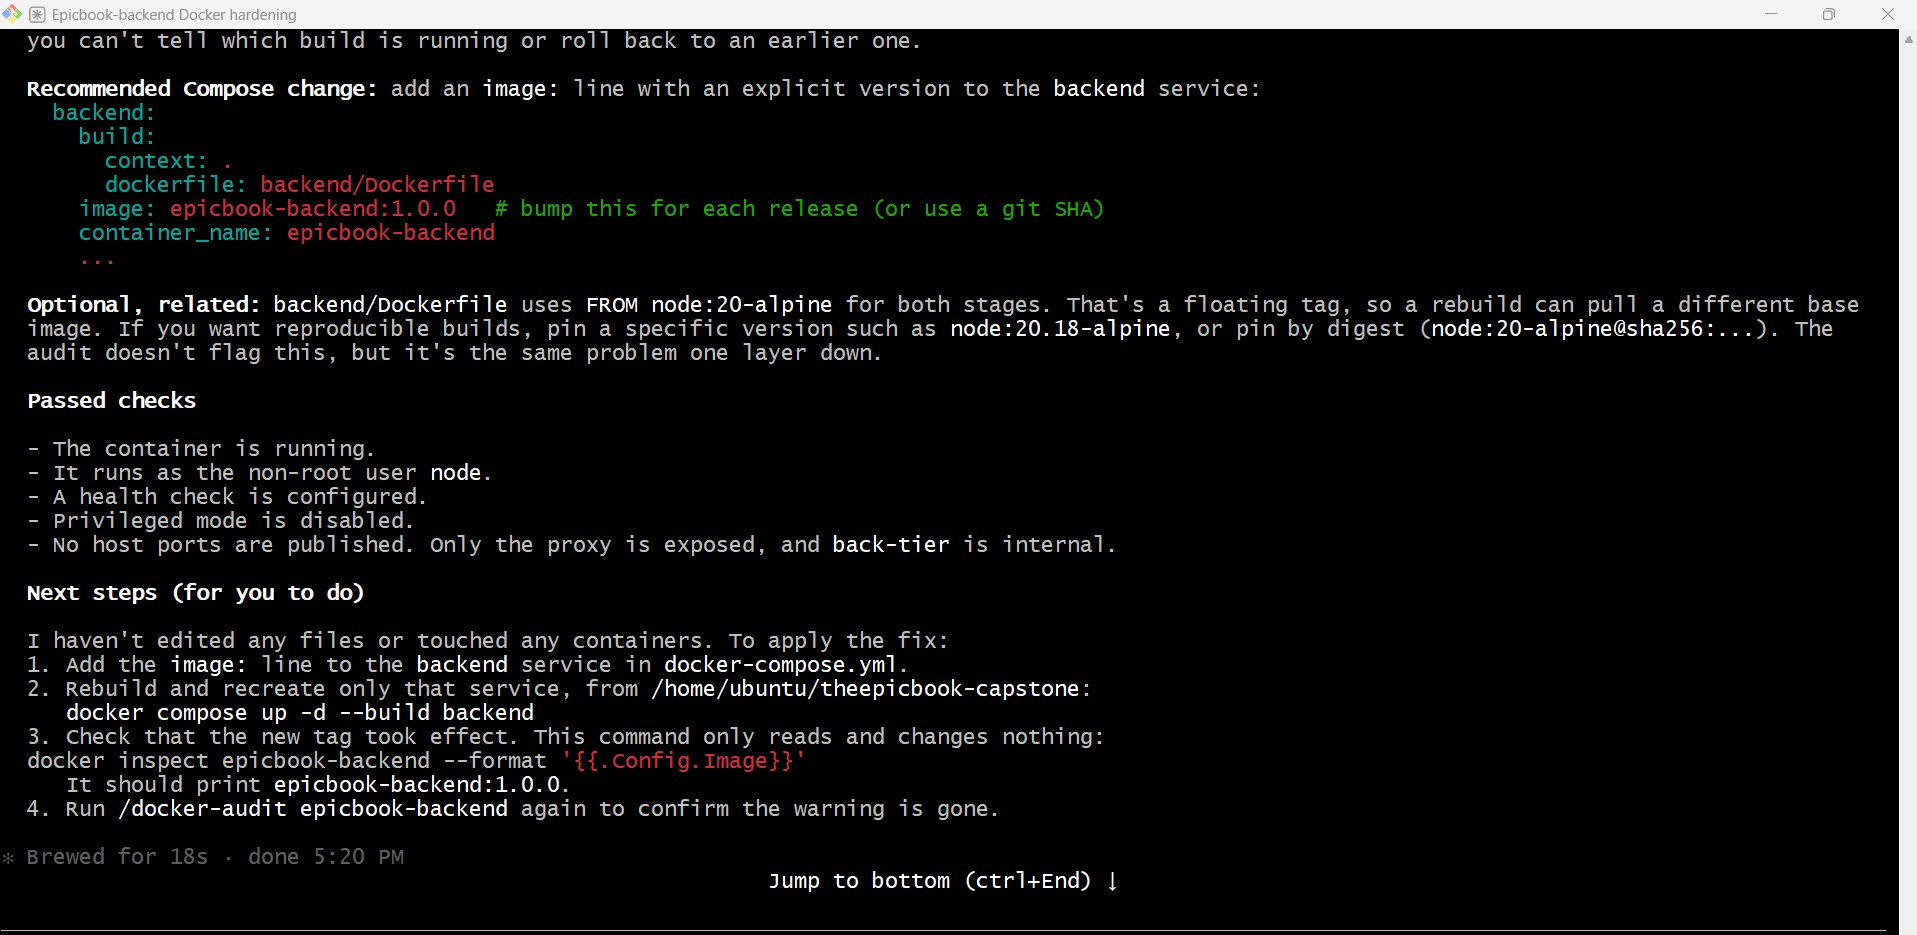 Epicbook-backend Docker hardening
you can't tell which build is running or roll back to an earlier one.
Recommended Compose change: add an image: line with an explicit version to the backend service:
backend:
build:
context: .
dockerfile: backend/Dockerfile
image: epicbook-backend:1.0.0   # bump this for each release (or use a git SHA)
container_name: epicbook-backend
...
Optional, related: backend/Dockerfile uses FROM node:20-alpine for both stages. That's a floating tag, so a rebuild can pull a different base
image. If you want reproducible builds, pin a specific version such as node:20.18-alpine, or pin by digest (node:20-alpine@sha256:...). The
audit doesn't flag this, but it's the same problem one layer down.
Passed checks
- The container is running.
- It runs as the non-root user node.
- A health check is configured.
- Privileged mode is disabled.
- No host ports are published. Only the proxy is exposed, and back-tier is internal.
Next steps (for you to do)
I haven't edited any files or touched any containers. To apply the fix:
1. Add the image: line to the backend service in docker-compose.yml.
2. Rebuild and recreate only that service, from /home/ubuntu/theepicbook-capstone:
docker compose up -d --build backend
3. Check that the new tag took effect. This command only reads and changes nothing:
docker inspect epicbook-backend --format '{{.Config.Image}}'
It should print epicbook-backend:1.0.0.
4. Run /docker-audit epicbook-backend again to confirm the warning is gone.
✻ Brewed for 18s · done 5:20 PM
Jump to bottom (ctrl+End) ↓